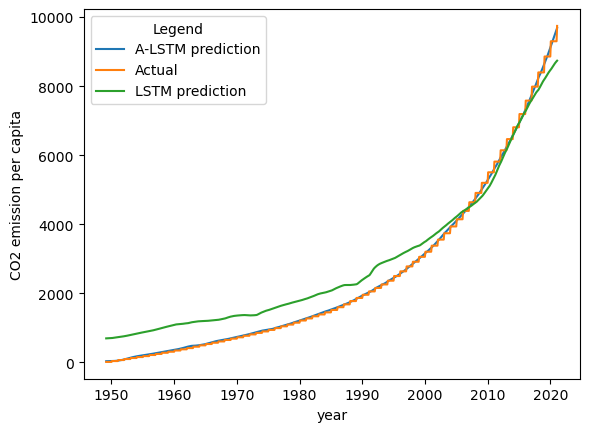 Legend
A-LSTM prediction
Actual
LSTM prediction
CO2 emission per capita
10000
8000
6000
4000
2000
0
1950 1960 1970 1980 1990 2000 2010 2020
year